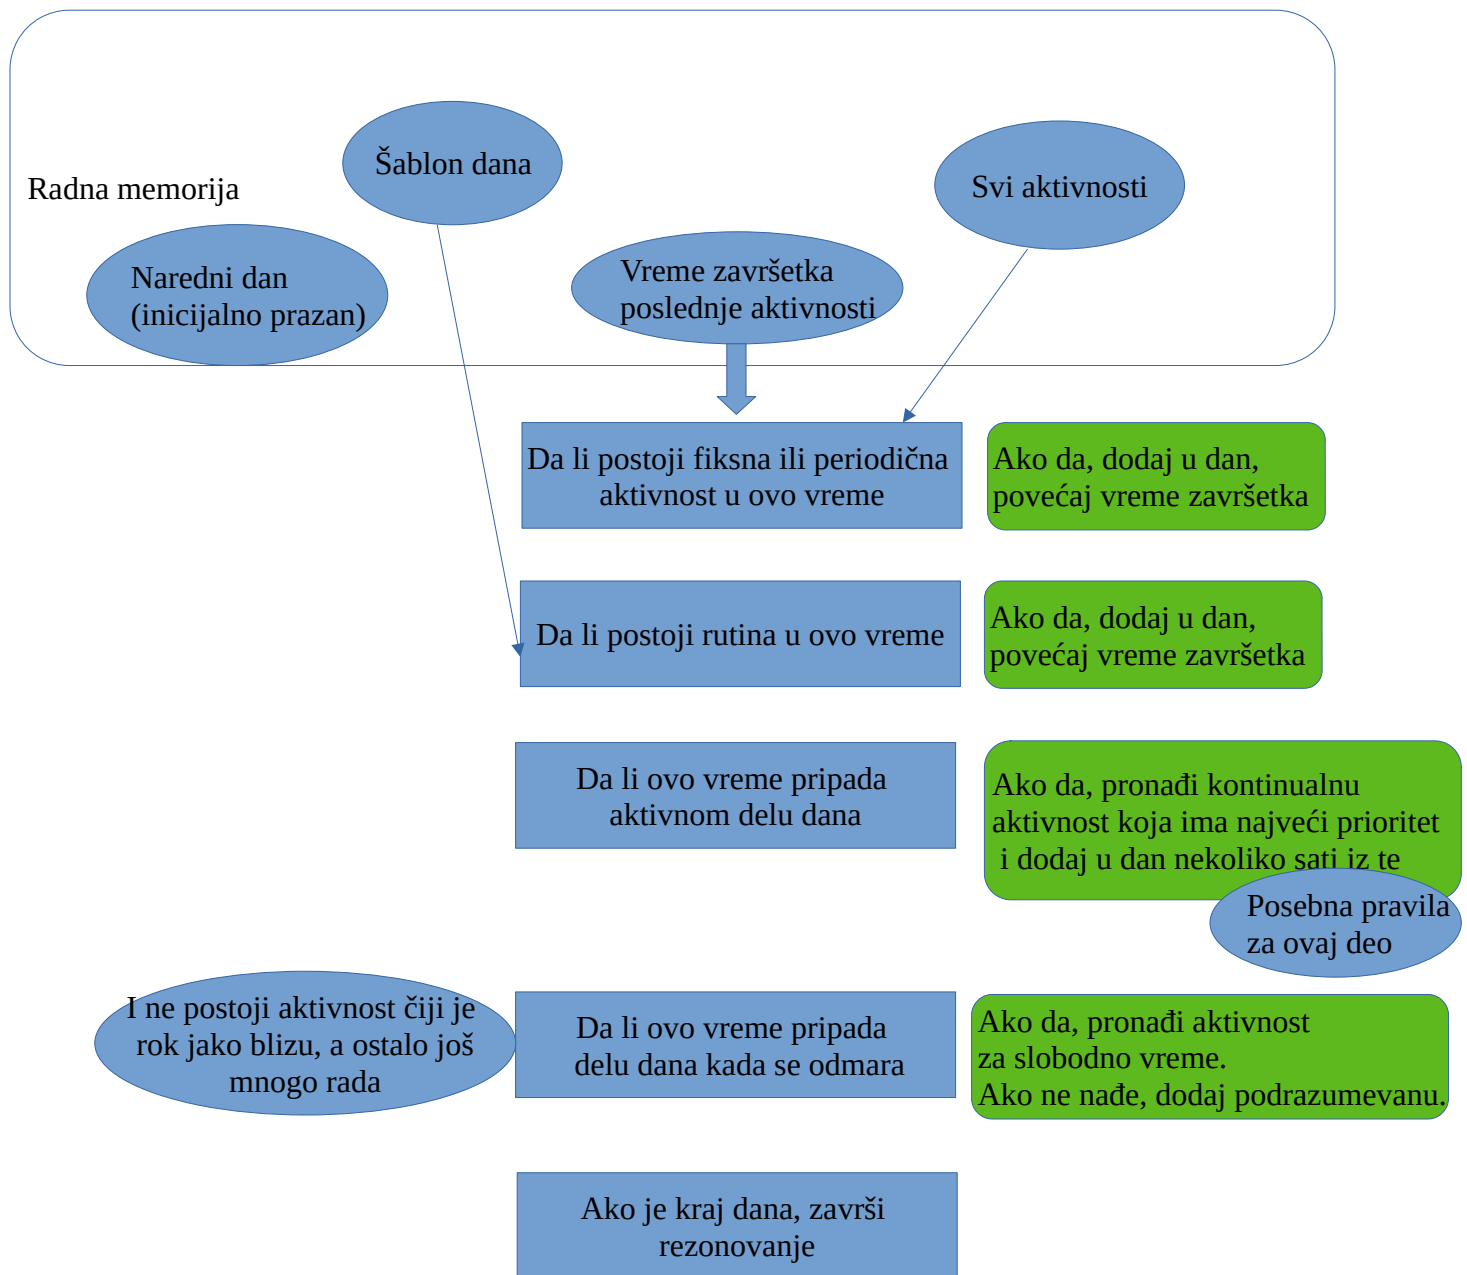 Šablon dana
Svi aktivnosti
Radna memorija
Naredni dan
(inicijalno prazan)
Vreme završetka
poslednje aktivnosti
Da li postoji fiksna ili periodična
aktivnost u ovo vreme
Ako da, dodaj u dan,
povećaj vreme završetka
Da li postoji rutina u ovo vreme
Ako da, dodaj u dan,
povećaj vreme završetka
Da li ovo vreme pripada
aktivnom delu dana
Ako da, pronađi kontinualnu
aktivnost koja ima najveći prioritet
i dodaj u dan nekoliko sati iz te
Posebna pravila
za ovaj deo
I ne postoji aktivnost čiji je
rok jako blizu, a ostalo još
mnogo rada
Da li ovo vreme pripada
delu dana kada se odmara
Ako da, pronađi aktivnost
za slobodno vreme.
Ako ne nađe, dodaj podrazumevanu.
Ako je kraj dana, završi
rezonovanje